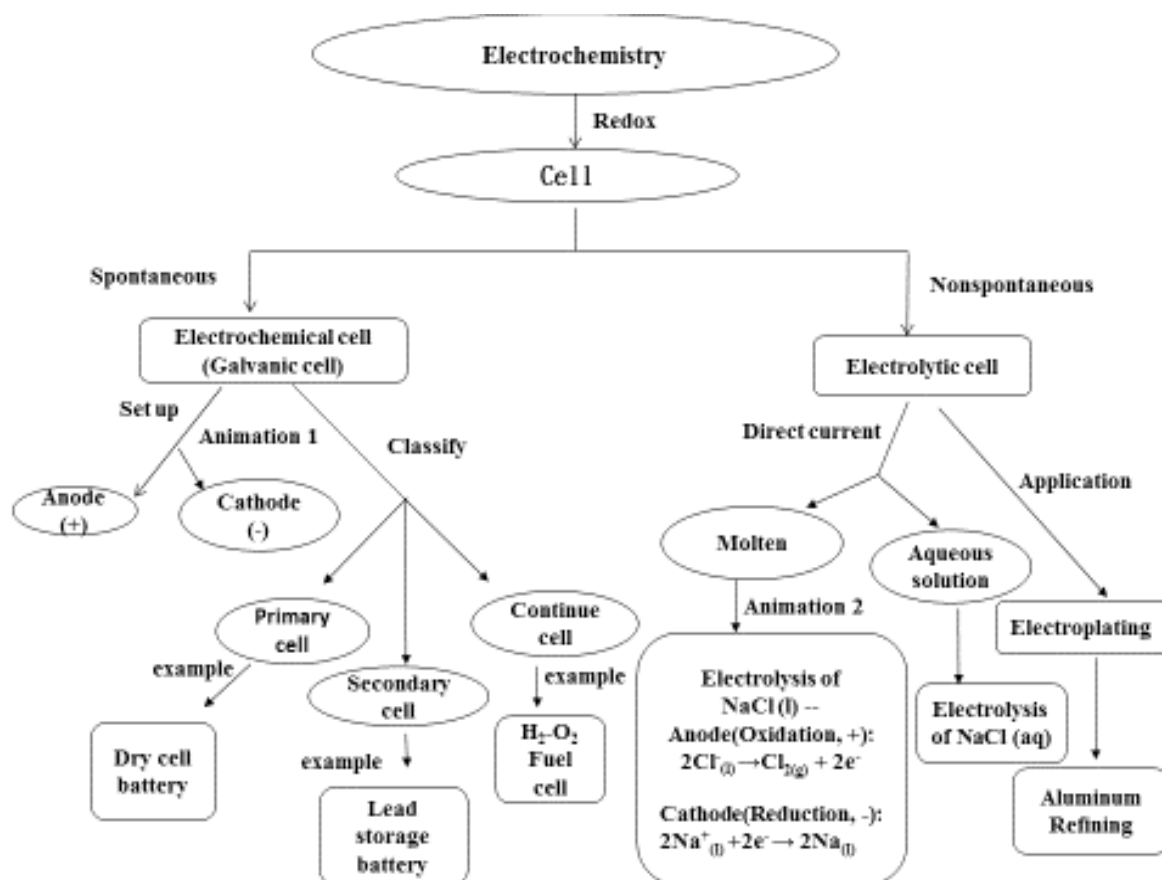 Electrochemistry
Redox
Cell
Spontaneous
Nonspontaneous
Electrochemical cell
(Galvanic cell)
Electrolytic cell
Set up
Animation 1
Classify
Direct current
Application
Anode
(+)
Cathode
(-)
Molten
Aqueous
solution
Primary
cell
Continue
cell
Animation 2
Electroplating
example
Secondary
cell
example
Electrolysis of
NaCl (l) --
Anode(Oxidation, +):
2Cl⁻₍l₎→Cl₂₍g₎ + 2e⁻
Cathode(Reduction, -):
2Na⁺₍l₎ +2e⁻→ 2Na₍l₎
Electrolysis
of NaCl (aq)
Dry cell
battery
example
H₂-O₂
Fuel
cell
Lead
storage
battery
Aluminum
Refining